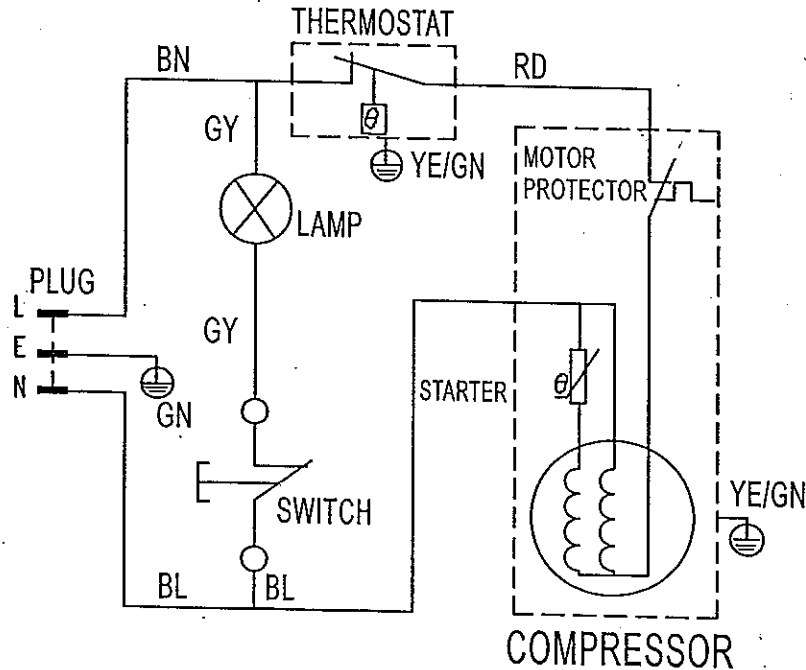 THERMOSTAT
BN
RD
GY
θ
YE/GN
MOTOR
PROTECTOR
LAMP
PLUG
L
GY
E
N
GN
STARTER
θ
SWITCH
YE/GN
BL
BL
COMPRESSOR